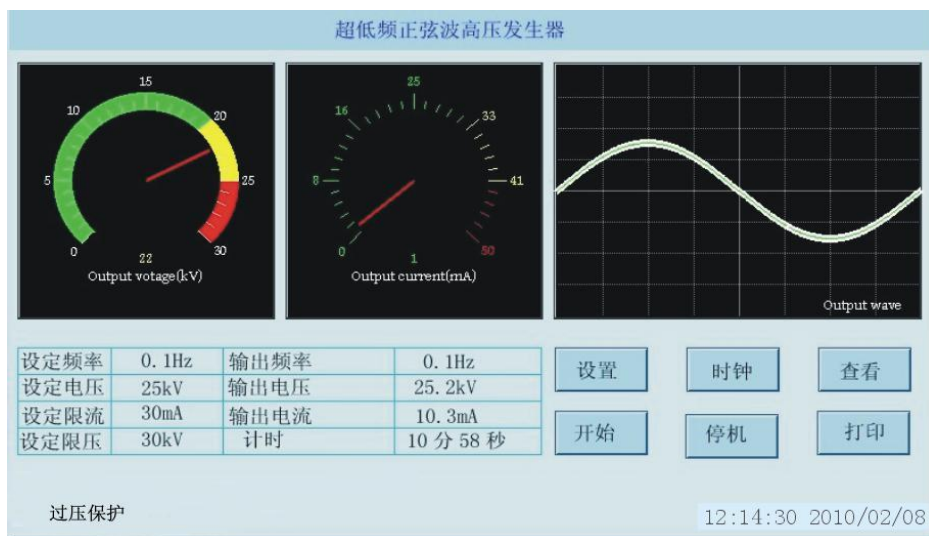 超低频正弦波高压发生器
15
10
20
5
25
0
30
22
Output votage(kV)
25
16
33
8
41
0
50
1
Output current(mA)
Output wave
设定频率 0.1Hz 输出频率 0.1Hz
设定电压 25kV 输出电压 25.2kV
设定限流 30mA 输出电流 10.3mA
设定限压 30kV 计时 10分58秒
设置 时钟 查看
开始 停机 打印
过压保护
12:14:30 2010/02/08